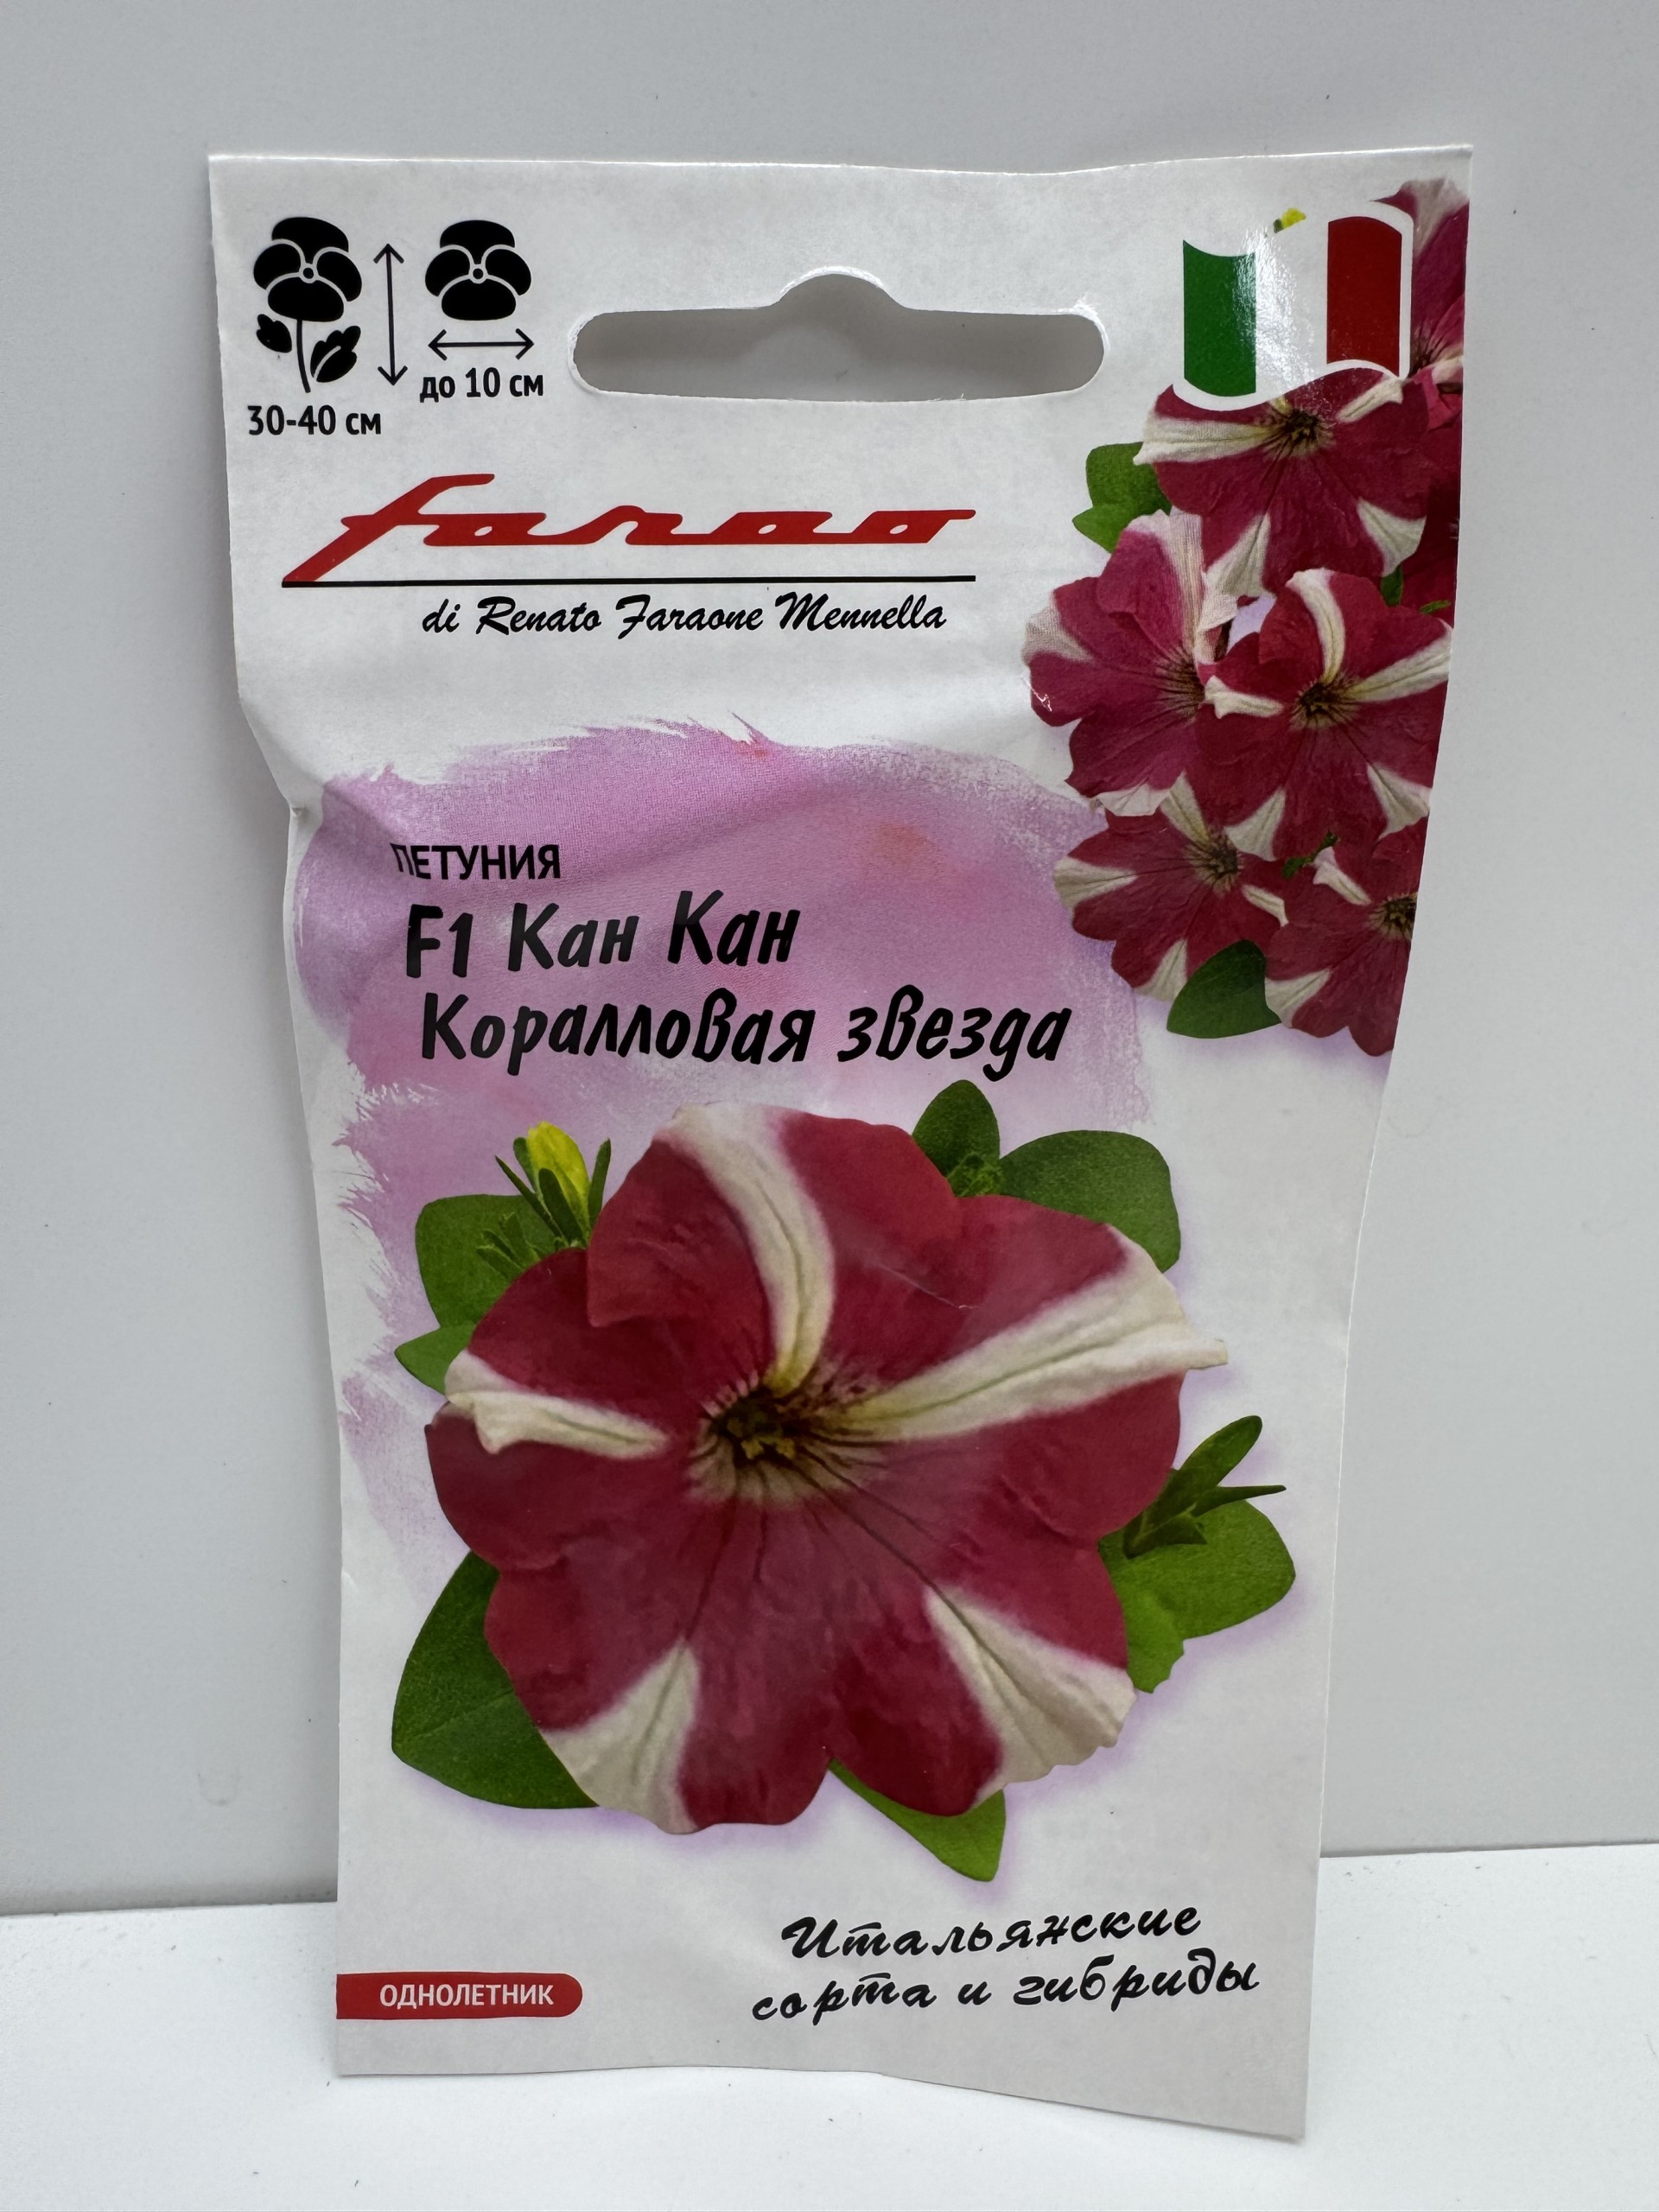 до 10 см
30-40 см
farao
di Renato Faraone Mennella
ПЕТУНИЯ
F1 Кан Кан
Коралловая звезда
Итальянские
сорта и гибриды
ОДНОЛЕТНИК